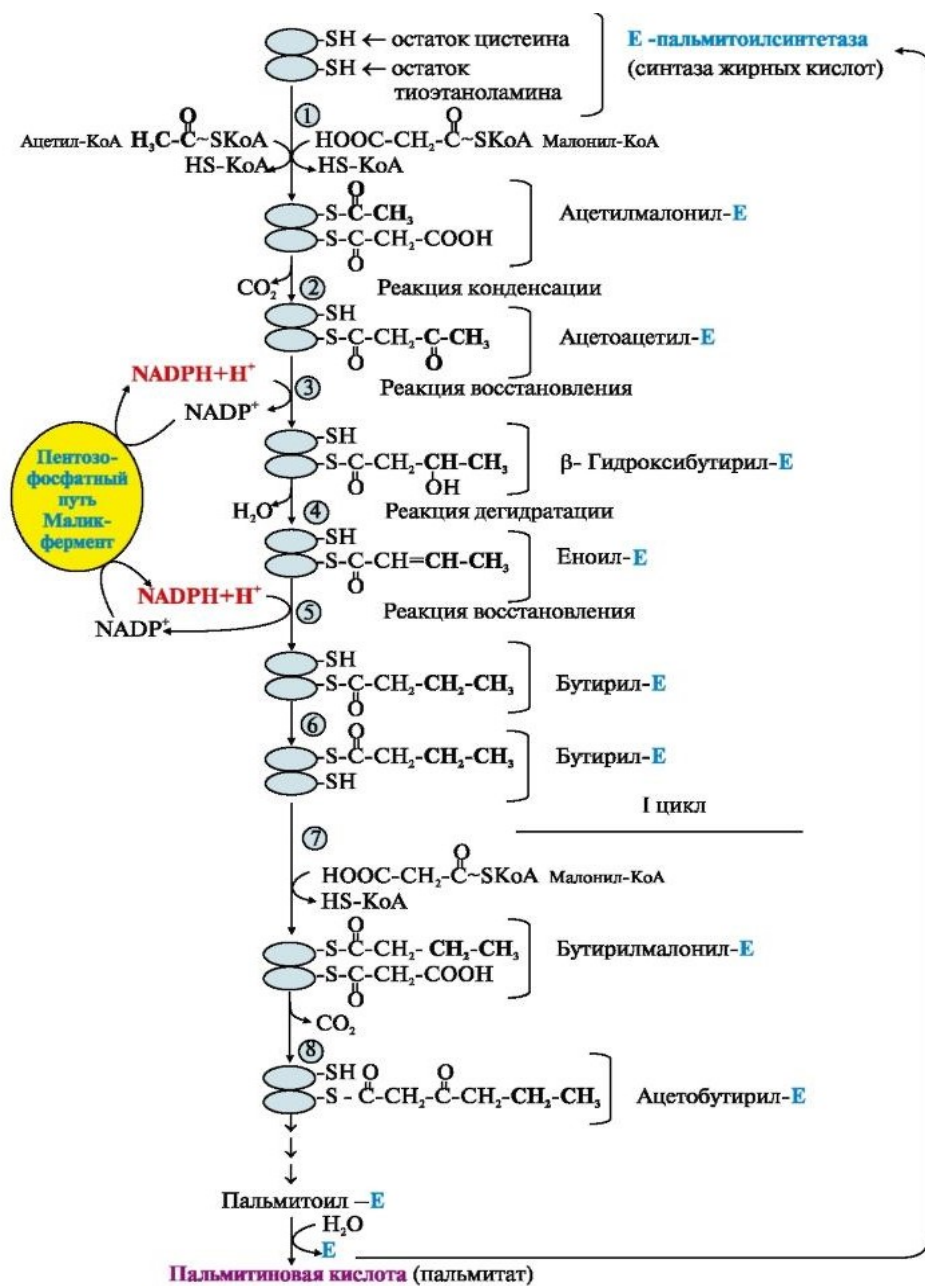 -SH ← остаток цистеина
E -пальмитоилсинтетаза
-SH ← остаток тиоэтаноламина
(синтаза жирных кислот)
1
Ацетил-КоА H₃C-C~SKoA HOOC-CH₂-C~SKoA Малонил-КоА
O O
HS-KoA HS-KoA
O
-S-C-CH₃
Ацетилмалонил-E
-S-C-CH₂-COOH
O
CO₂ 2 Реакция конденсации
-SH
-S-C-CH₂-C-CH₃
Ацетоацетил-E
O O
NADPH+H⁺ 3 Реакция восстановления
NADP⁺
-SH
-S-C-CH₂-CH-CH₃
β- Гидроксибутирил-E
O OH
Пентозо-
фосфатный
путь
Малик-
фермент
H₂O 4 Реакция дегидратации
-SH
-S-C-CH=CH-CH₃
Еноил-E
O
NADPH+H⁺ 5 Реакция восстановления
NADP⁺
-SH
-S-C-CH₂-CH₂-CH₃
Бутирил-E
O
6
O
-S-C-CH₂-CH₂-CH₃
Бутирил-E
-SH
I цикл
7
O
HOOC-CH₂-C~SKoA Малонил-КоА
HS-KoA
O
-S-C-CH₂- CH₂-CH₃
Бутирилмалонил-E
-S-C-CH₂-COOH
O
CO₂
8
-SH O O
-S - C-CH₂-C-CH₂-CH₂-CH₃
Ацетобутирил-E
Пальмитоил –E
H₂O
E
Пальмитиновая кислота (пальмитат)